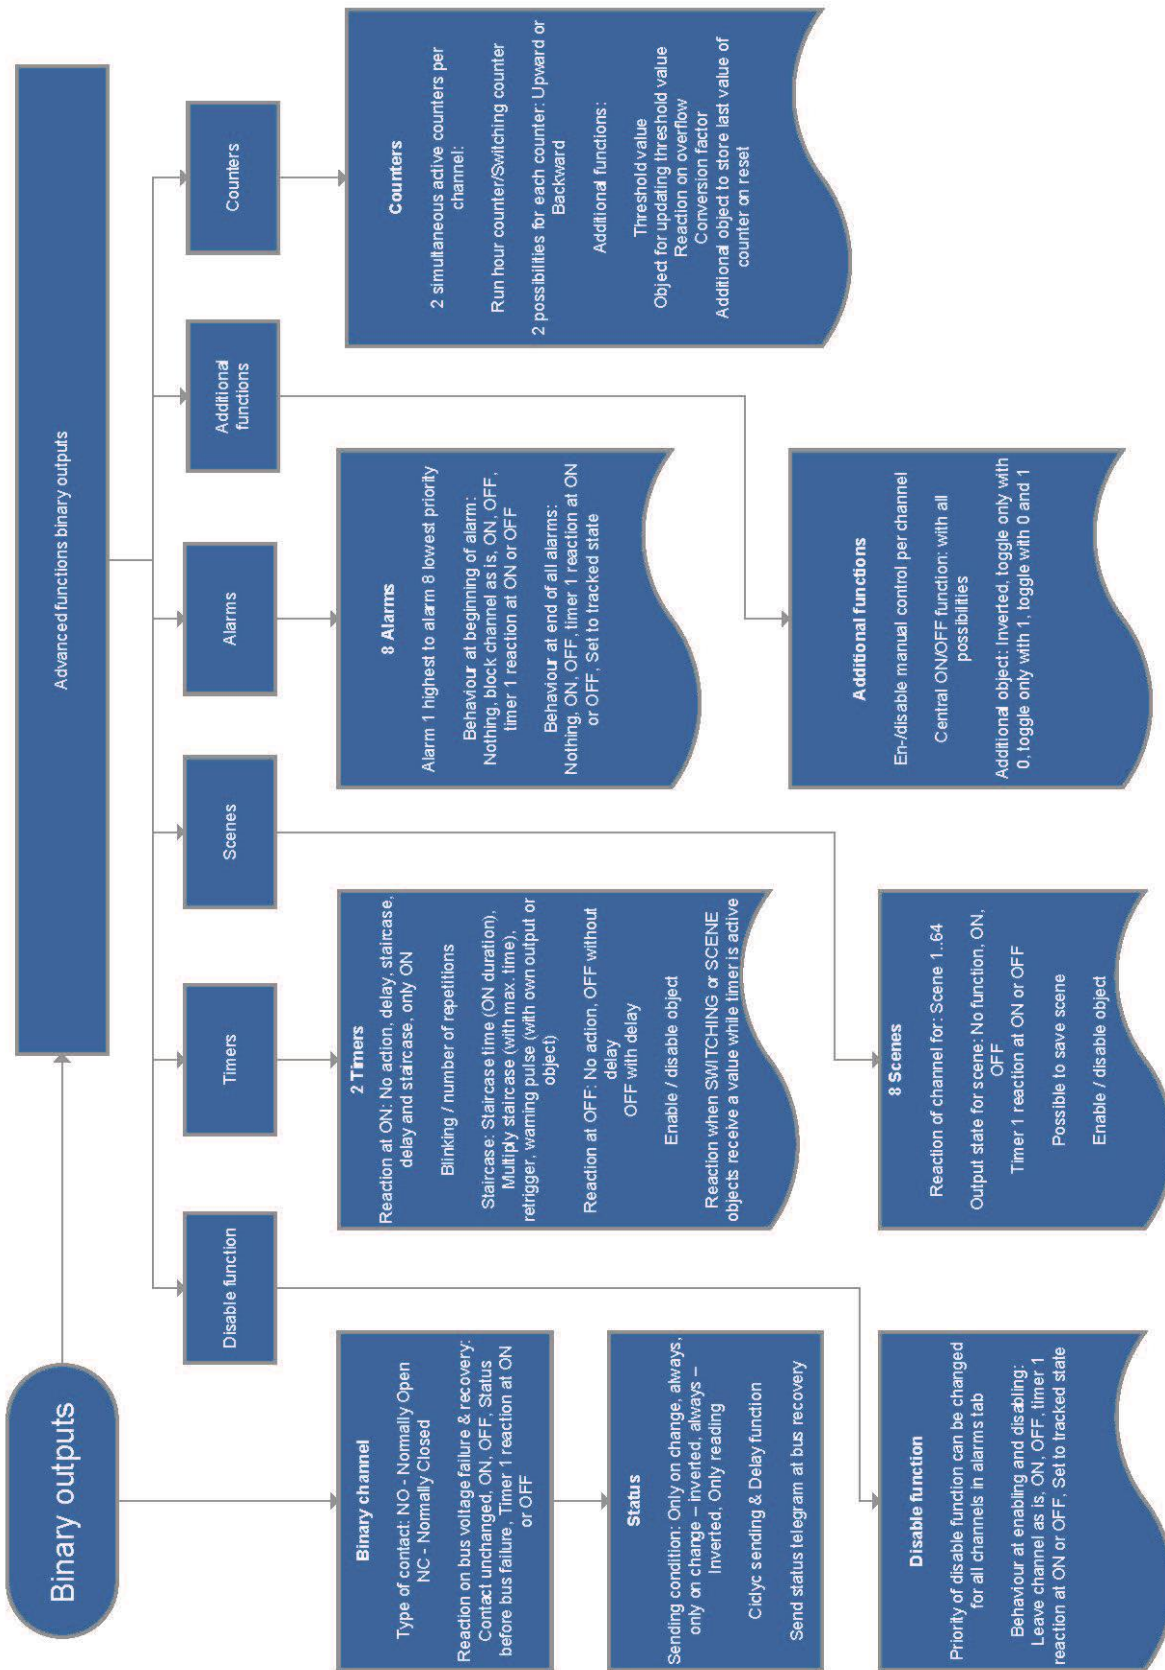 Binary outputs
Advanced functions binary outputs
Disable function
Timers
Scenes
Alarms
Additional
functions
Counters
Binary channel
Type of contact: NO - Normally Open
NC - Normally Closed
Reaction on bus voltage failure & recovery:
Contact unchanged, ON, OFF, Status
before bus failure, Timer 1 reaction at ON
or OFF
Status
Sending condition: Only on change, always,
only on change – inverted, always –
Inverted, Only reading
Ciclyc sending & Delay function
Send status telegram at bus recovery
Disable function
Priority of disable function can be changed
for all channels in alarms tab
Behaviour at enabling and disabling:
Leave channel as is, ON, OFF, timer 1
reaction at ON or OFF, Set to tracked state
2 Timers
Reaction at ON: No action, delay, staircase,
delay and staircase, only ON
Blinking / number of repetitions
Staircase: Staircase time (ON duration),
Multiply staircase (with max. time),
retrigger, warning pulse (with own output or
object)
Reaction at OFF: No action, OFF without
delay
OFF with delay
Enable / disable object
Reaction when SWITCHING or SCENE
objects receive a value while timer is active
8 Scenes
Reaction of channel for: Scene 1..64
Output state for scene: No function, ON,
OFF
Timer 1 reaction at ON or OFF
Possible to save scene
Enable / disable object
8 Alarms
Alarm 1 highest to alarm 8 lowest priority
Behaviour at beginning of alarm:
Nothing, block channel as is, ON, OFF,
timer 1 reaction at ON or OFF
Behaviour at end of all alarms:
Nothing, ON, OFF, timer 1 reaction at ON
or OFF, Set to tracked state
Additional functions
En-/disable manual control per channel
Central ON/OFF function: with all
possibilities
Additional object: Inverted, toggle only with
0, toggle only with 1, toggle with 0 and 1
Counters
2 simultaneous active counters per
channel:
Run hour counter/Switching counter
2 possibilities for each counter: Upward or
Backward
Additional functions:
Threshold value
Object for updating threshold value
Reaction on overflow
Conversion factor
Additional object to store last value of
counter on reset